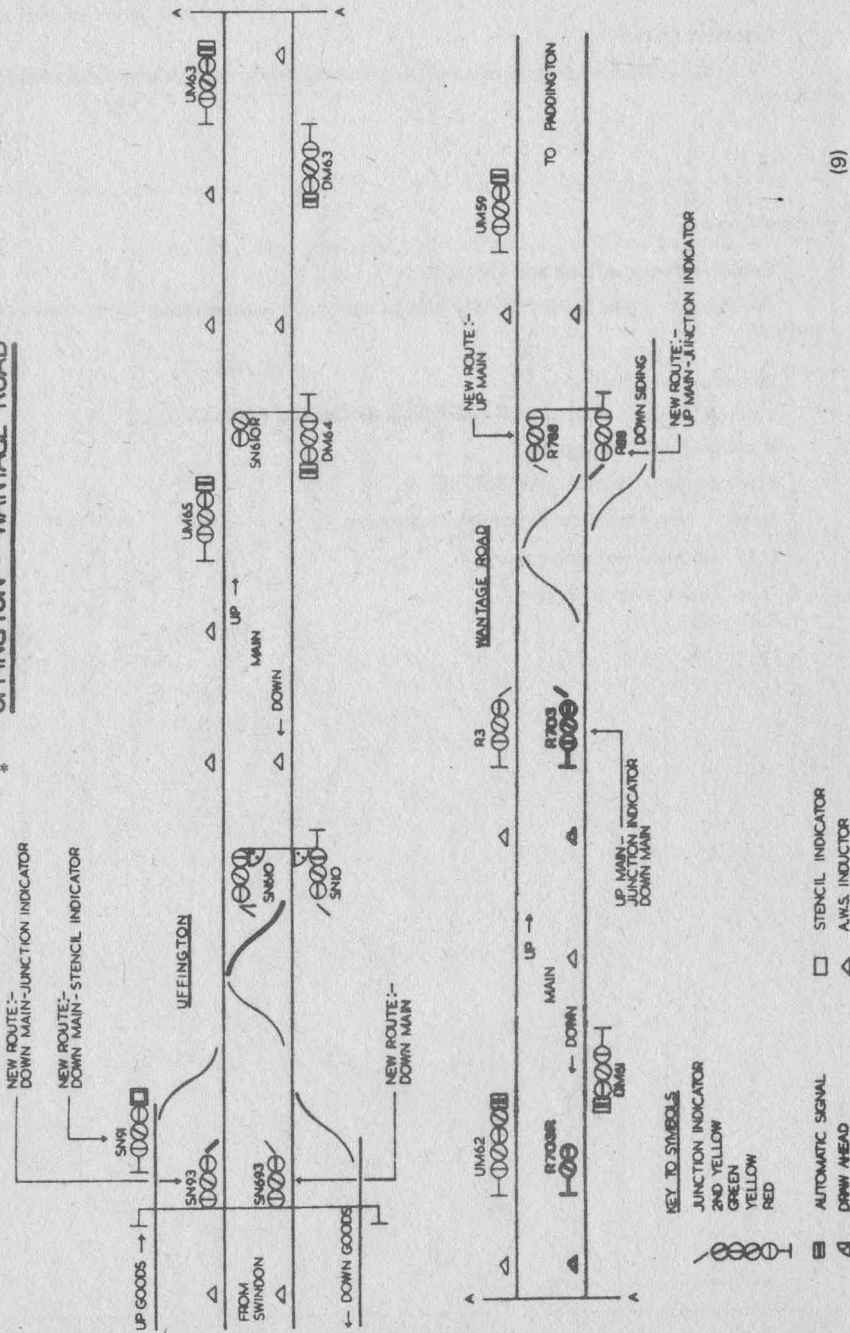 * UFFINGTON - WANTAGE ROAD
NEW ROUTE:-
DOWN MAIN-JUNCTION INDICATOR
NEW ROUTE:-
DOWN MAIN-STENCIL INDICATOR
UP GOODS →
SN91
SN93
SN693
FROM
SWINDON
← DOWN GOODS
NEW ROUTE:-
DOWN MAIN
UFFINGTON
SN610
SN10
UP →
MAIN
← DOWN
UM65
SN610R
DM64
UM63
DM63
A
A
A
A
UM62
R703R
DM61
UP →
MAIN
← DOWN
R3
R703
UP MAIN-
JUNCTION INDICATOR
DOWN MAIN
WANTAGE ROAD
NEW ROUTE:-
UP MAIN
R788
R88
DOWN SIDING
NEW ROUTE:-
UP MAIN-JUNCTION INDICATOR
UM59
TO PADDINGTON
KEY TO SYMBOLS
JUNCTION INDICATOR
2ND YELLOW
GREEN
YELLOW
RED
AUTOMATIC SIGNAL
DRAW AHEAD
STENCIL INDICATOR
A.W.S. INDUCTOR
(9)